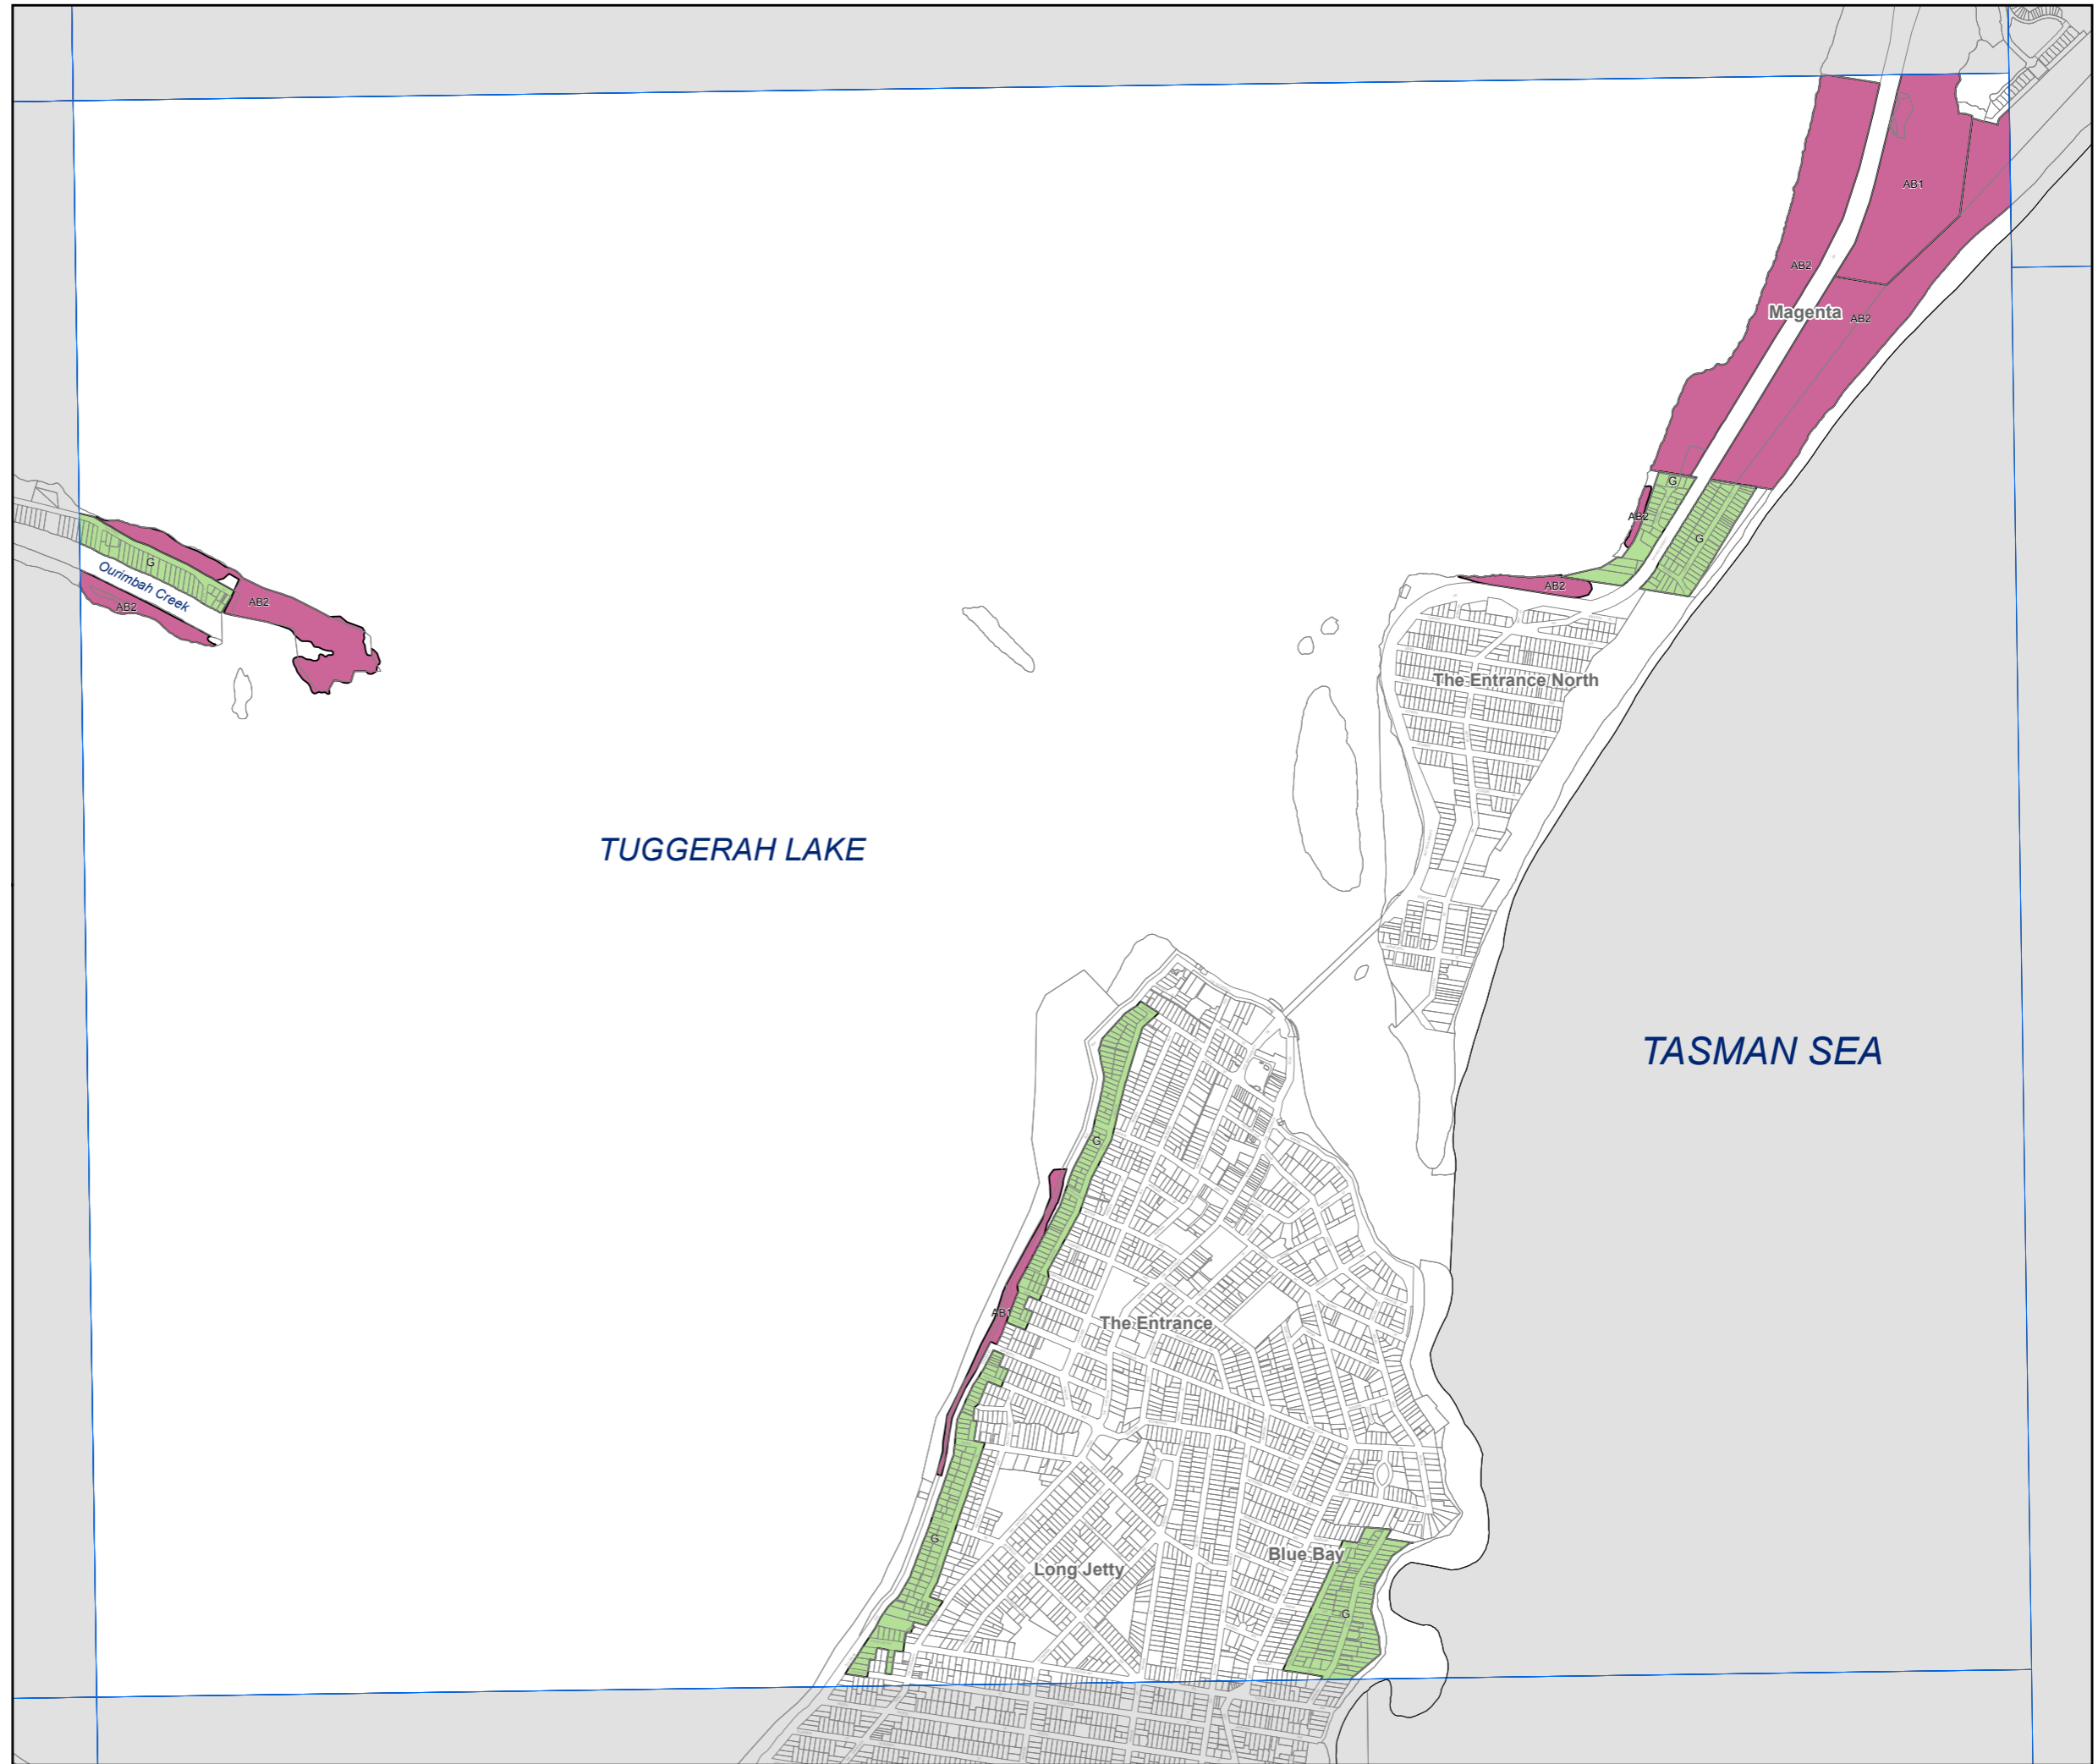 AB1
AB2
Magenta
AB2
G
AB2
G
G
Ourimbah Creek
AB2
AB2
AB2
The Entrance North
TUGGERAH LAKE
TASMAN SEA
G
AB1
The Entrance
G
Blue Bay
Long Jetty
G